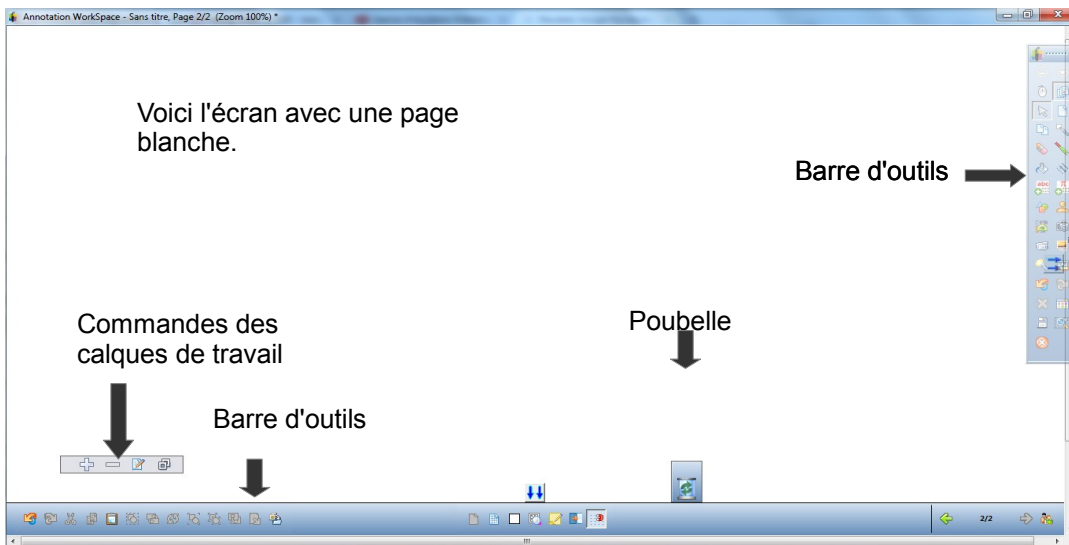 Annotation WorkSpace - Sans titre, Page 2/2 (Zoom 100%) *
Voici l'écran avec une page
blanche.
Barre d'outils
Commandes des
calques de travail
Poubelle
Barre d'outils
abc
2/2